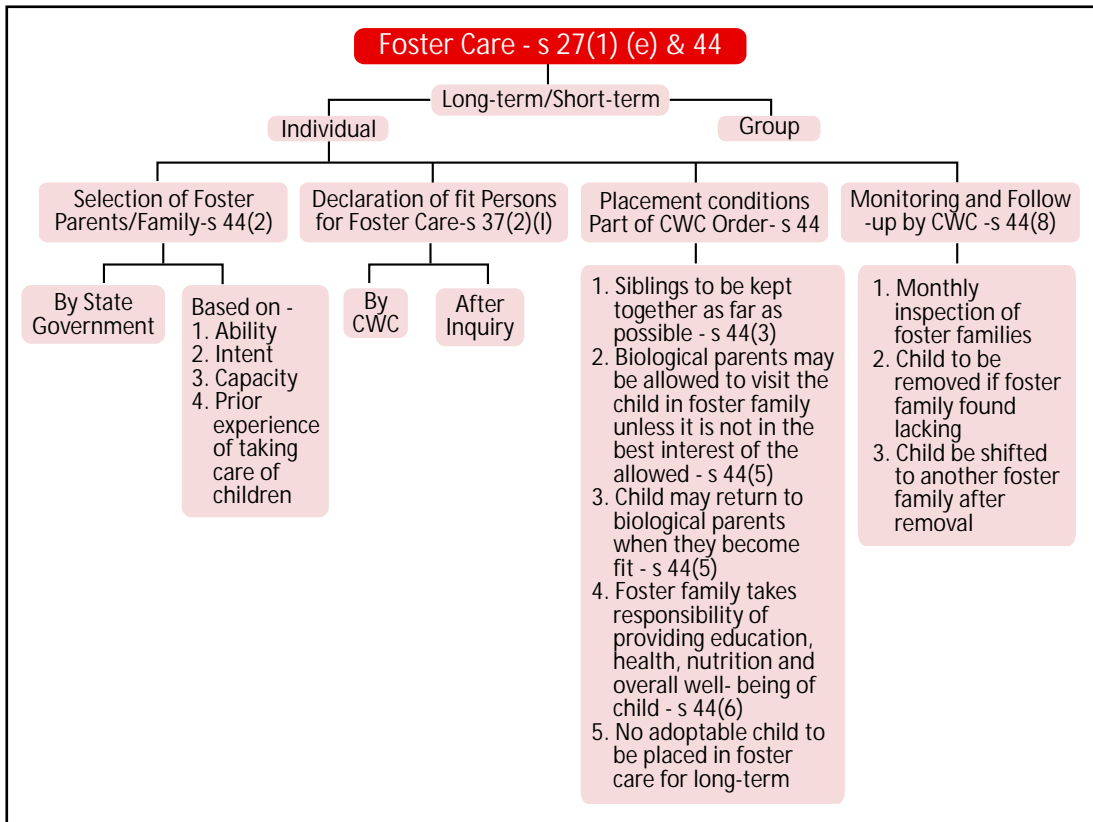 Foster Care - s 27(1) (e) & 44
Long-term/Short-term
Individual
Group
Selection of Foster
Parents/Family-s 44(2)
Declaration of fit Persons
for Foster Care-s 37(2)(l)
Placement conditions
Part of CWC Order- s 44
Monitoring and Follow
-up by CWC -s 44(8)
By State
Government
Based on -
1. Ability
2. Intent
3. Capacity
4. Prior
experience
of taking
care of
children
By
CWC
After
Inquiry
1. Siblings to be kept
together as far as
possible - s 44(3)
2. Biological parents may
be allowed to visit the
child in foster family
unless it is not in the
best interest of the
allowed - s 44(5)
3. Child may return to
biological parents
when they become
fit - s 44(5)
4. Foster family takes
responsibility of
providing education,
health, nutrition and
overall well- being of
child - s 44(6)
5. No adoptable child to
be placed in foster
care for long-term
1. Monthly
inspection of
foster families
2. Child to be
removed if foster
family found
lacking
3. Child be shifted
to another foster
family after
removal